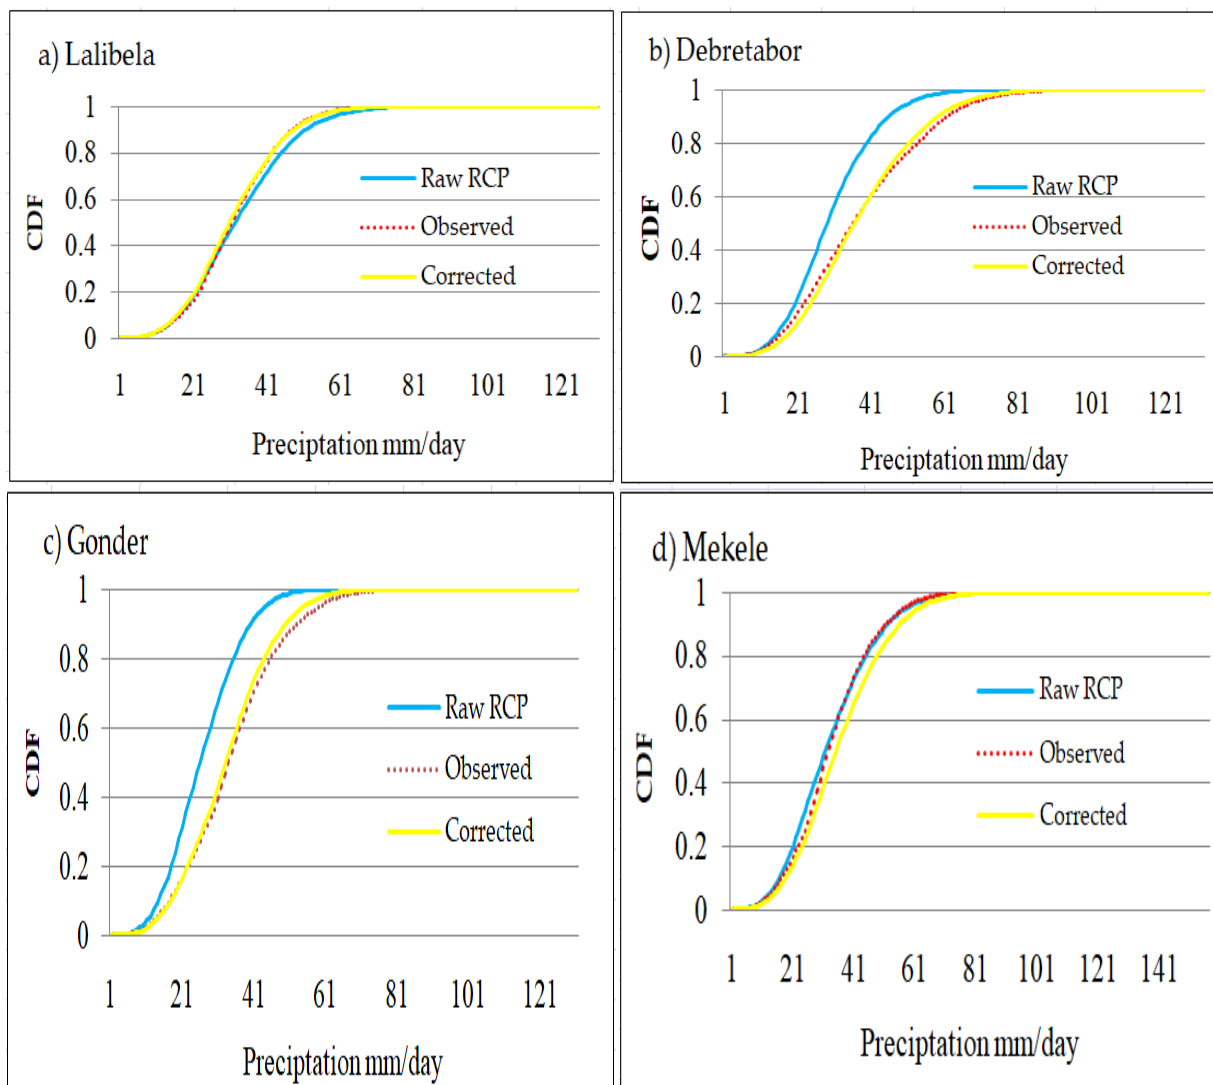 a) Lalibela
1
0.8
0.6
0.4
0.2
0
CDF
Raw RCP
Observed
Corrected
1 21 41 61 81 101 121
Preciptation mm/day
b) Debretabor
1
0.8
0.6
0.4
0.2
0
CDF
Raw RCP
Observed
Corrected
1 21 41 61 81 101 121
Preciptation mm/day
c) Gonder
1
0.8
0.6
0.4
0.2
0
CDF
Raw RCP
Observed
Corrected
1 21 41 61 81 101 121
Preciptation mm/day
d) Mekele
1
0.8
0.6
0.4
0.2
0
CDF
Raw RCP
Observed
Corrected
1 21 41 61 81 101 121 141
Preciptation mm/day